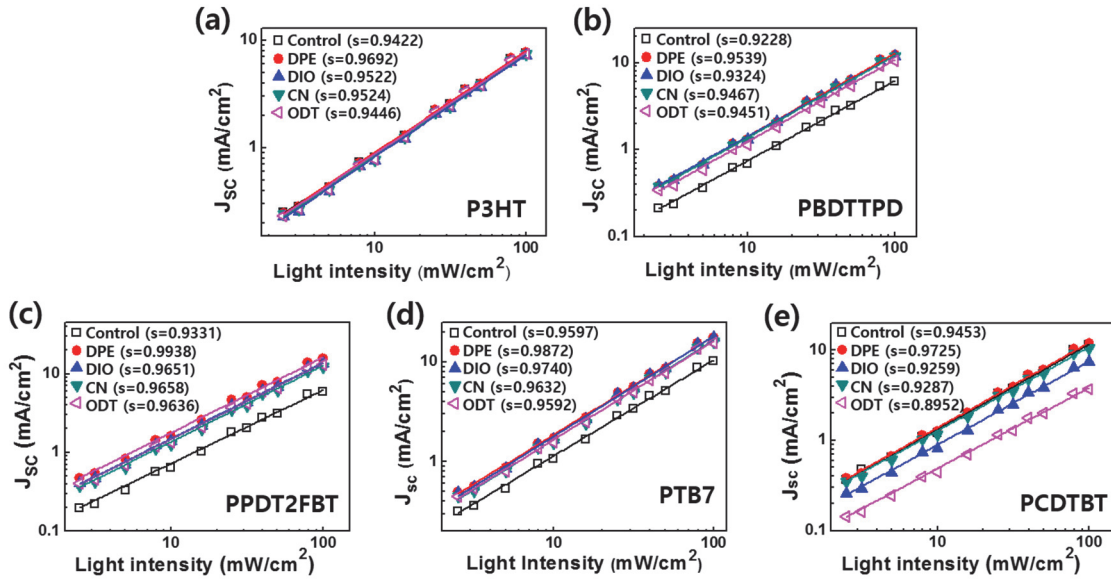 (a)
10
1
J_SC (mA/cm²)
Control (s=0.9422)
DPE (s=0.9692)
DIO (s=0.9522)
CN (s=0.9524)
ODT (s=0.9446)
P3HT
10
100
Light intensity (mW/cm²)
(b)
10
1
0.1
J_SC (mA/cm²)
Control (s=0.9228)
DPE (s=0.9539)
DIO (s=0.9324)
CN (s=0.9467)
ODT (s=0.9451)
PBDTTPD
10
100
Light intensity (mW/cm²)
(c)
10
1
0.1
J_SC (mA/cm²)
Control (s=0.9331)
DPE (s=0.9938)
DIO (s=0.9651)
CN (s=0.9658)
ODT (s=0.9636)
PPDT2FBT
10
100
Light intensity (mW/cm²)
(d)
10
1
J_sc (mA/cm²)
Control (s=0.9597)
DPE (s=0.9872)
DIO (s=0.9740)
CN (s=0.9632)
ODT (s=0.9592)
PTB7
10
100
Light Intensity (mW/cm²)
(e)
10
1
0.1
J_sc (mA/cm²)
Control (s=0.9453)
DPE (s=0.9725)
DIO (s=0.9259)
CN (s=0.9287)
ODT (s=0.8952)
PCDTBT
10
100
Light intensity (mW/cm²)